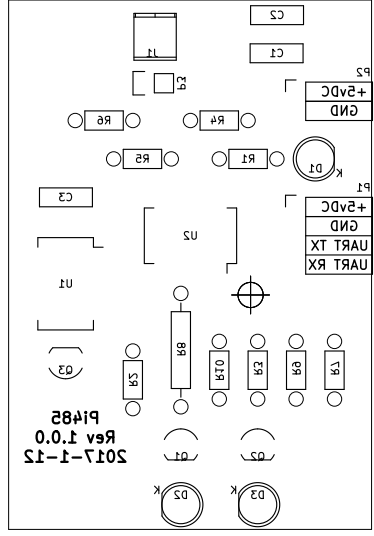 C2
J1
C1
P2
P3
+5vDC
GND
R6
R4
R5
R1
D1
K
P1
C3
+5vDC
GND
UART TX
UART RX
U2
U1
R8
Q3
R2
R10
R3
R9
R7
Pi485
Rev 1.0.0
2017-1-12
Q1
Q2
K
D2
K
D3